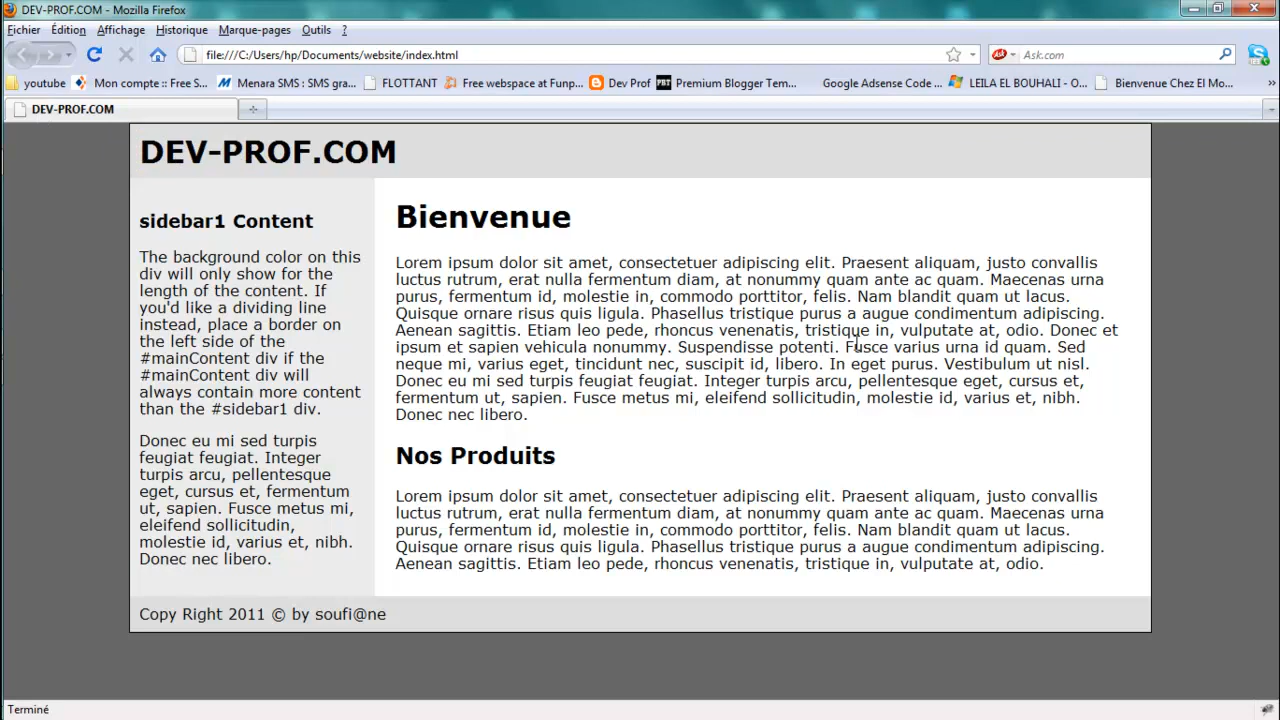 DEV-PROF.COM - Mozilla Firefox
Fichier Édition Affichage Historique Marque-pages Outils ?
file:///C:/Users/hp/Documents/website/index.html
Ask.com
youtube Mon compte :: Free S... Menara SMS : SMS gra... FLOTTANT Free webspace at Funp... Dev Prof PBT Premium Blogger Temp... Google Adsense Code ... LEILA EL BOUHALI - O... Bienvenue Chez El Mo... »
DEV-PROF.COM
DEV-PROF.COM
sidebar1 Content
The background color on this
div will only show for the
length of the content. If
you'd like a dividing line
instead, place a border on
the left side of the
#mainContent div if the
#mainContent div will
always contain more content
than the #sidebar1 div.
Donec eu mi sed turpis
feugiat feugiat. Integer
turpis arcu, pellentesque
eget, cursus et, fermentum
ut, sapien. Fusce metus mi,
eleifend sollicitudin,
molestie id, varius et, nibh.
Donec nec libero.
Bienvenue
Lorem ipsum dolor sit amet, consectetuer adipiscing elit. Praesent aliquam, justo convallis
luctus rutrum, erat nulla fermentum diam, at nonummy quam ante ac quam. Maecenas urna
purus, fermentum id, molestie in, commodo porttitor, felis. Nam blandit quam ut lacus.
Quisque ornare risus quis ligula. Phasellus tristique purus a augue condimentum adipiscing.
Aenean sagittis. Etiam leo pede, rhoncus venenatis, tristique in, vulputate at, odio. Donec et
ipsum et sapien vehicula nonummy. Suspendisse potenti. Fusce varius urna id quam. Sed
neque mi, varius eget, tincidunt nec, suscipit id, libero. In eget purus. Vestibulum ut nisl.
Donec eu mi sed turpis feugiat feugiat. Integer turpis arcu, pellentesque eget, cursus et,
fermentum ut, sapien. Fusce metus mi, eleifend sollicitudin, molestie id, varius et, nibh.
Donec nec libero.
Nos Produits
Lorem ipsum dolor sit amet, consectetuer adipiscing elit. Praesent aliquam, justo convallis
luctus rutrum, erat nulla fermentum diam, at nonummy quam ante ac quam. Maecenas urna
purus, fermentum id, molestie in, commodo porttitor, felis. Nam blandit quam ut lacus.
Quisque ornare risus quis ligula. Phasellus tristique purus a augue condimentum adipiscing.
Aenean sagittis. Etiam leo pede, rhoncus venenatis, tristique in, vulputate at, odio.
Copy Right 2011 © by soufi@ne
Terminé